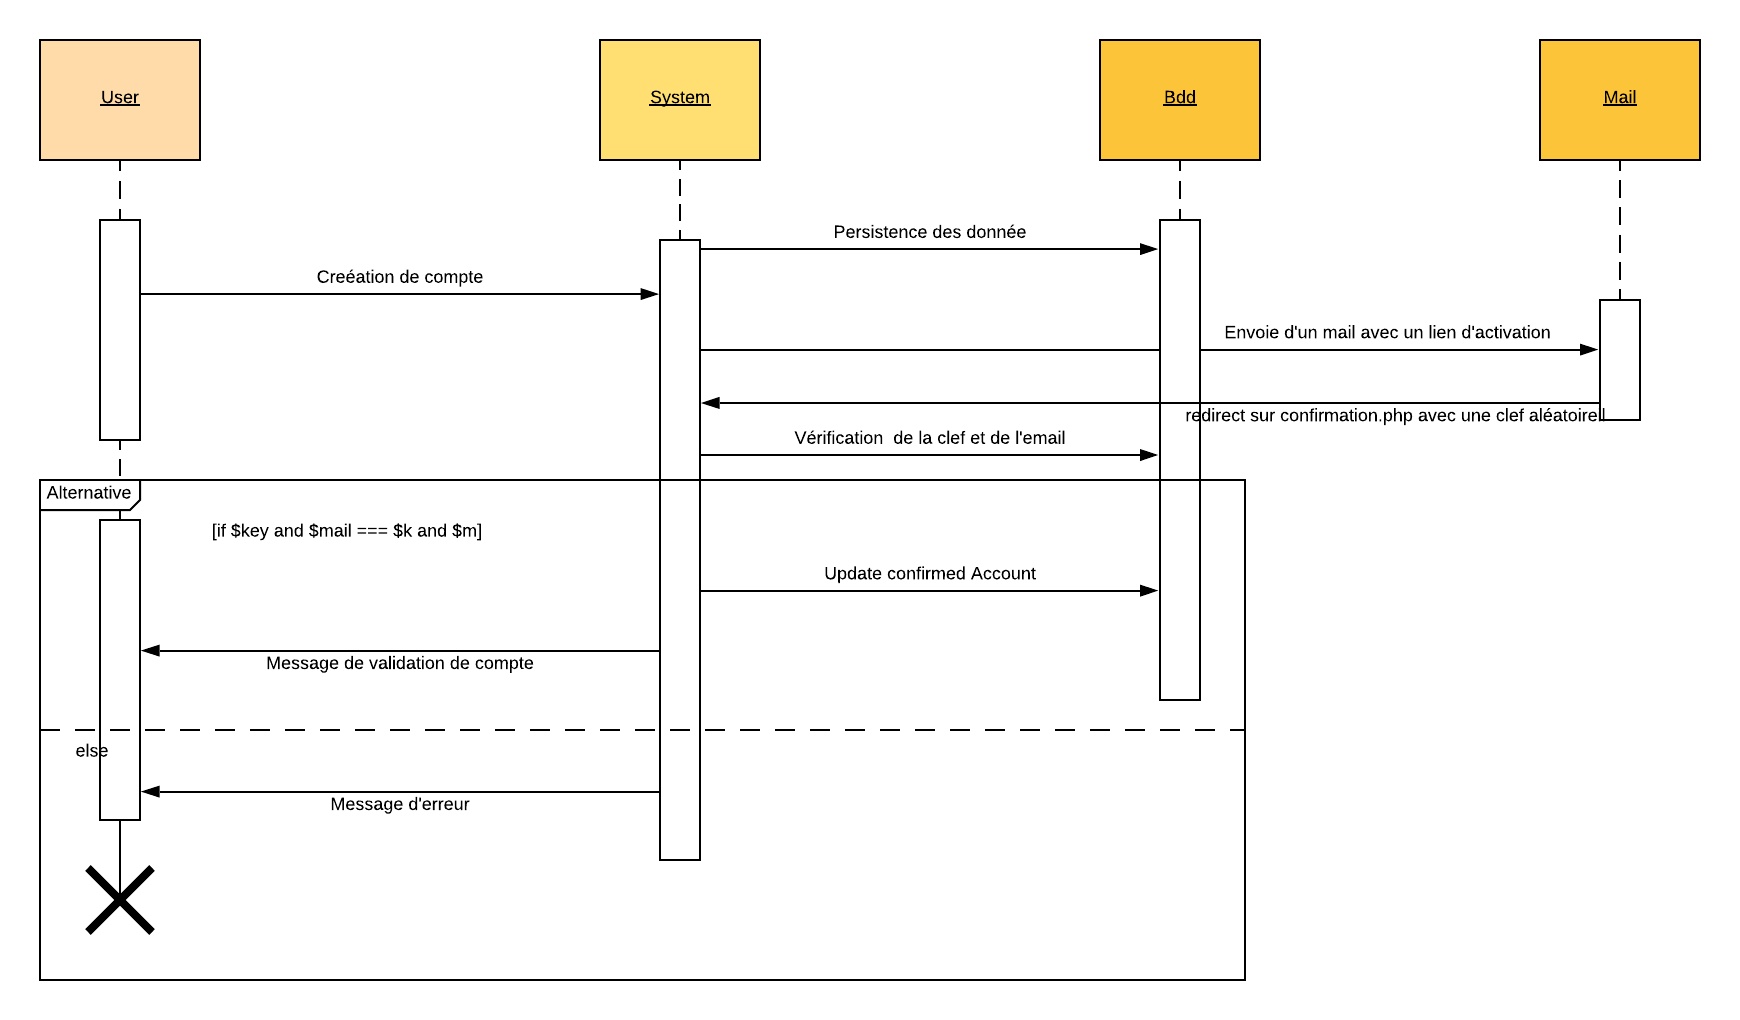 User
System
Bdd
Mail
Persistence des donnée
Creéation de compte
Envoie d'un mail avec un lien d'activation
redirect sur confirmation.php avec une clef aléatoire
Vérification  de la clef et de l'email
Alternative
[if $key and $mail === $k and $m]
Update confirmed Account
Message de validation de compte
else
Message d'erreur